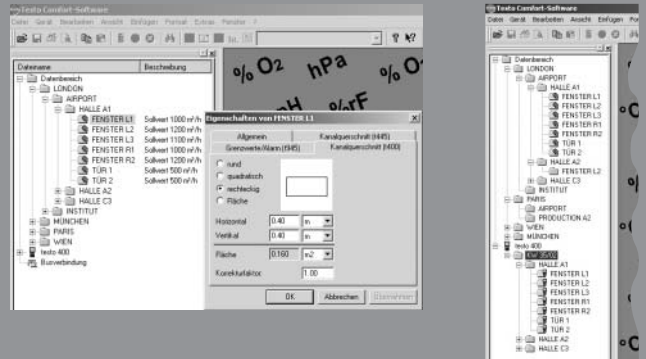 Testo Comfort-Software
Datei Gerät Bearbeiten Ansicht Einfügen Portrait Extras Fenster ?
Dateiname Beschreibung
Datenbereich
LONDON
AIRPORT
HALLE A1
FENSTER L1 Sollwert 1000 m³/h
FENSTER L2 Sollwert 1200 m³/h
FENSTER L3 Sollwert 1100 m³/h
FENSTER R1 Sollwert 1000 m³/h
FENSTER R2 Sollwert 1200 m³/h
TÜR 1 Sollwert 500 m³/h
TÜR 2 Sollwert 500 m³/h
HALLE A2
HALLE C3
INSTITUT
MÜNCHEN
PARIS
WIEN
testo 400
Busverbindung
% O2 hPa % O
pH %rF
Eigenschaften von FENSTER L1
Allgemein Kanalquerschnitt (t445)
Grenzwerte/Alarm (t945) Kanalquerschnitt (t400)
rund
quadratisch
rechteckig
Fläche
Horizontal 0.40 m
Vertikal 0.40 m
Fläche 0.160 m2
Korrekturfaktor: 1.00
OK Abbrechen Übernehmen
Testo Comfort-Software
Datei Gerät Bearbeiten Ansicht Einfügen
Datenbereich
LONDON
AIRPORT
HALLE A1
FENSTER L1
FENSTER L2
FENSTER L3
FENSTER R1
FENSTER R2
TÜR 1
TÜR 2
HALLE A2
FENSTER L2
HALLE C3
INSTITUT
PARIS
AIRPORT
PRODUCTION A2
WIEN
MÜNCHEN
testo 400
HALLE A1
FENSTER L1
FENSTER L2
FENSTER L3
FENSTER R1
FENSTER R2
TÜR 1
TÜR 2
HALLE A2
HALLE C3